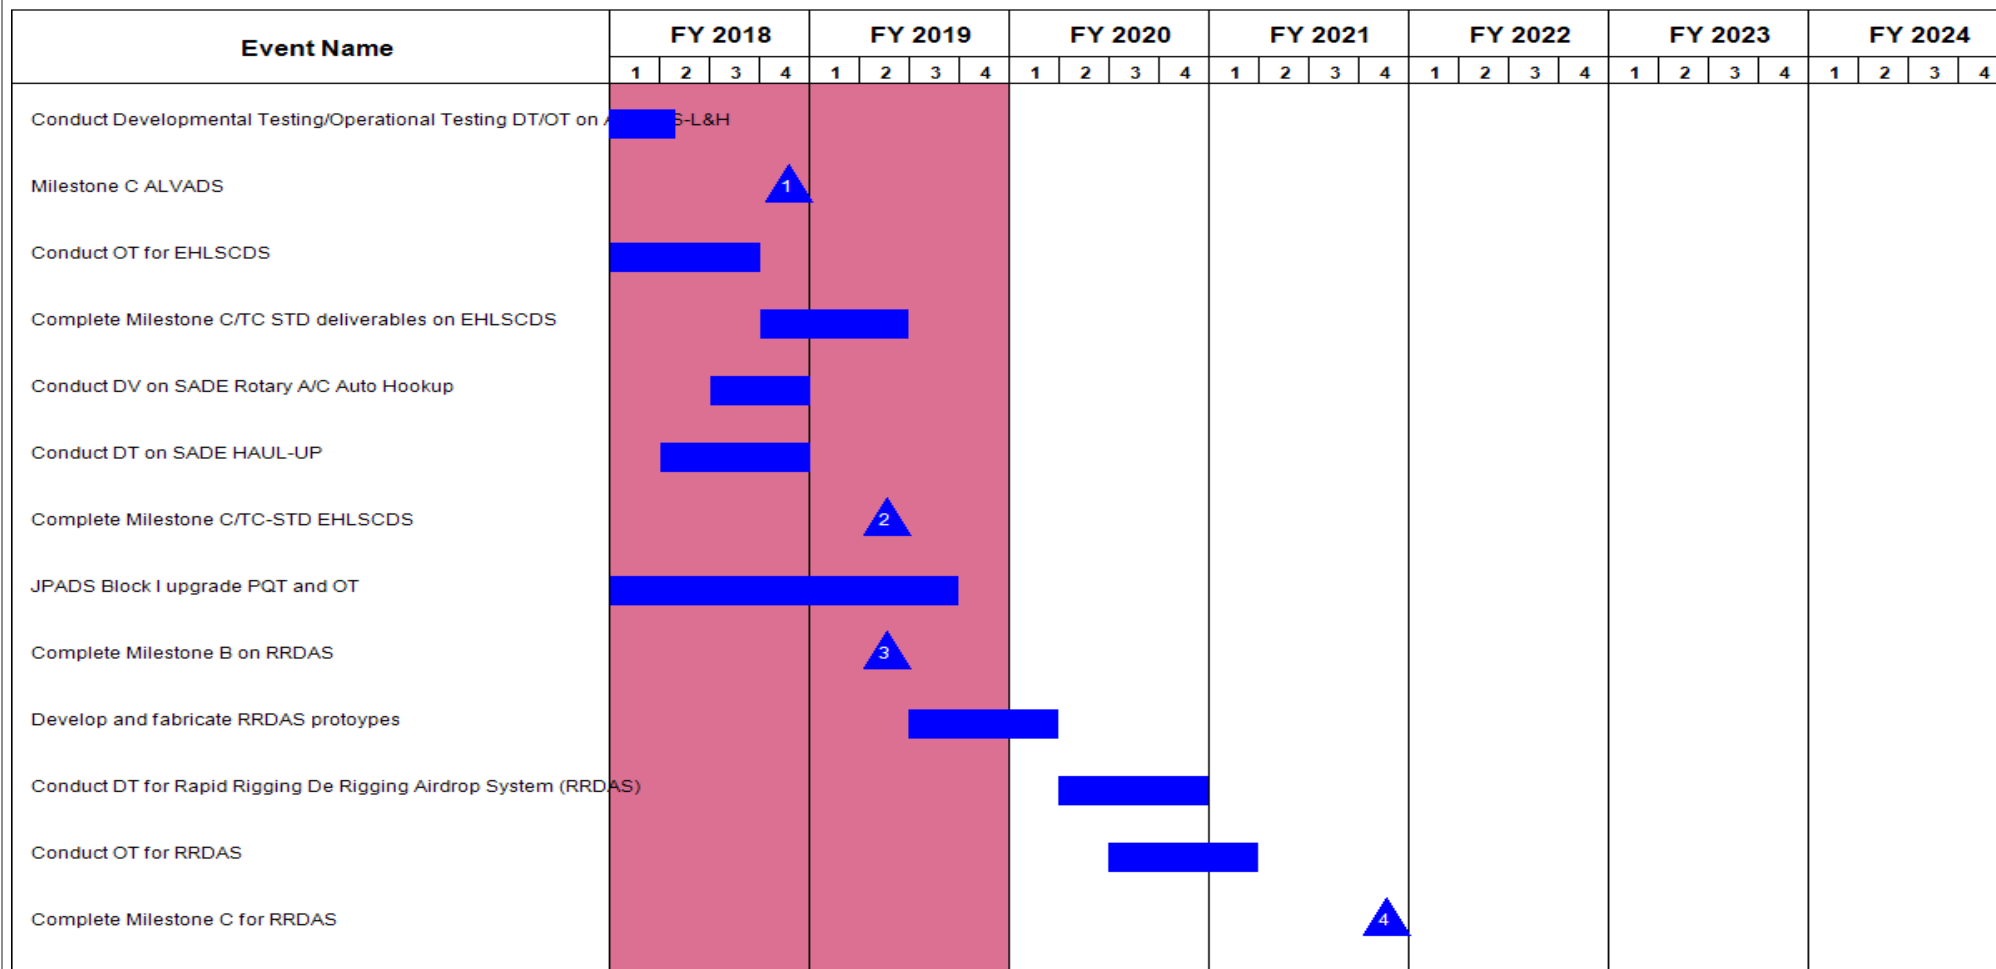 Event Name FY 2018 FY 2019 FY 2020 FY 2021 FY 2022 FY 2023 FY 2024
1 2 3 4 1 2 3 4 1 2 3 4 1 2 3 4 1 2 3 4 1 2 3 4 1 2 3 4
Conduct Developmental Testing/Operational Testing DT/OT on S-L&H
Milestone C ALVADS 1
Conduct OT for EHLSCDS
Complete Milestone C/TC STD deliverables on EHLSCDS
Conduct DV on SADE Rotary A/C Auto Hookup
Conduct DT on SADE HAUL-UP
Complete Milestone C/TC-STD EHLSCDS 2
JPADS Block I upgrade PQT and OT
Complete Milestone B on RRDAS 3
Develop and fabricate RRDAS protoypes
Conduct DT for Rapid Rigging De Rigging Airdrop System (RRDAS)
Conduct OT for RRDAS
Complete Milestone C for RRDAS 4